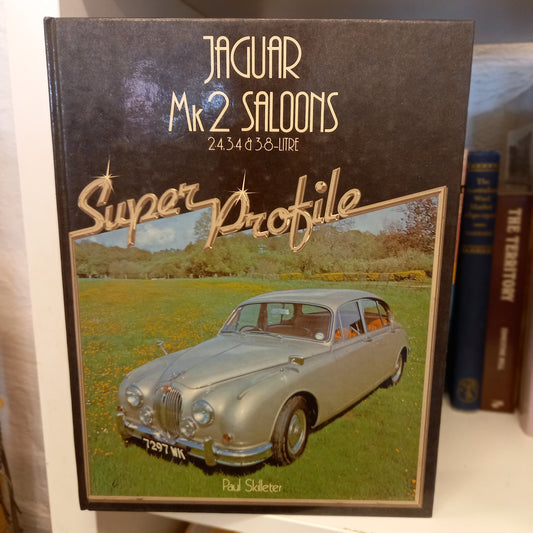 JAGUAR
Mk 2 SALOONS
2.4, 3.4 & 3.8-LITRE
Super Profile
7297 WK
Paul Skilleter
THE TERRITORY